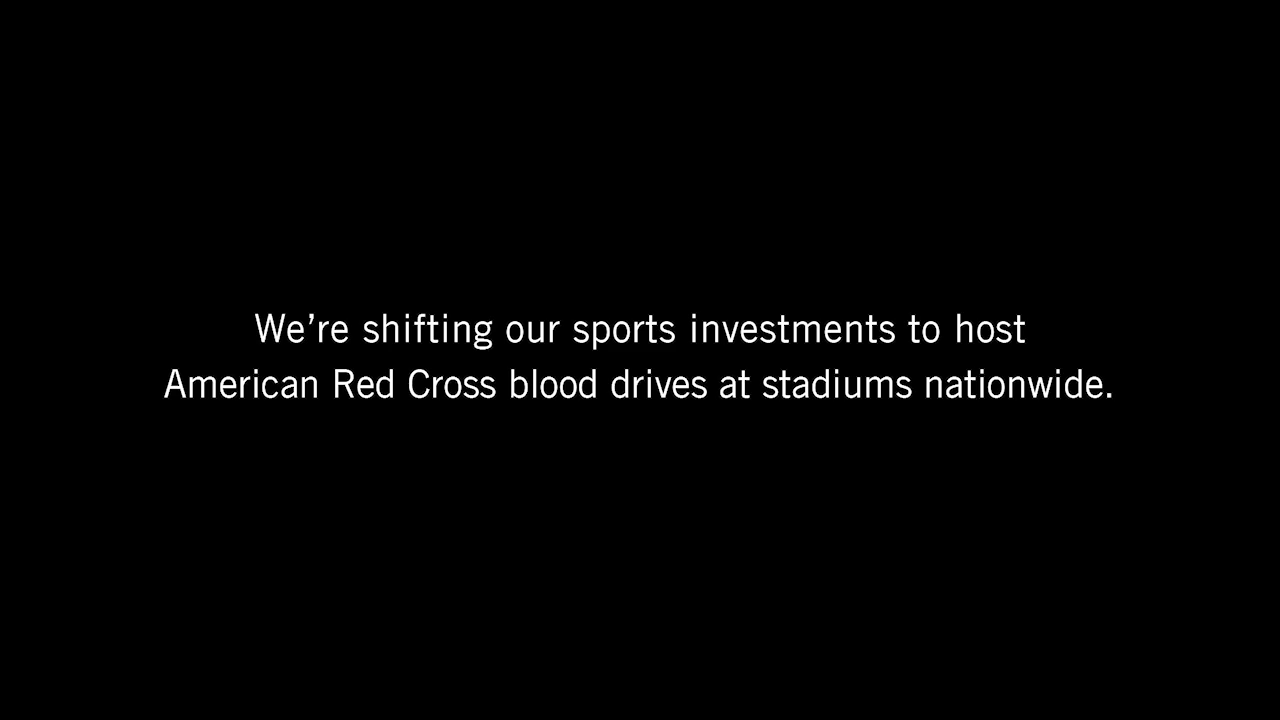 We’re shifting our sports investments to host
American Red Cross blood drives at stadiums nationwide.